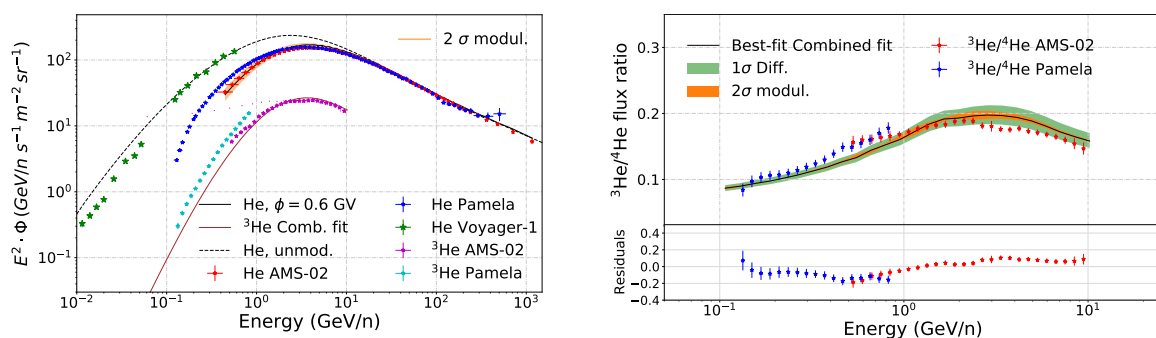 10²
10¹
10⁰
10⁻¹
E² · Φ (GeV/n s⁻¹ m⁻² sr⁻¹)
2 σ modul.
He, ϕ = 0.6 GV
³He Comb. fit
He, unmod.
He AMS-02
He Pamela
He Voyager-1
³He AMS-02
³He Pamela
10⁻² 10⁻¹ 10⁰ 10¹ 10² 10³
Energy (GeV/n)
0.3
0.2
0.1
³He/⁴He flux ratio
Best-fit Combined fit
1σ Diff.
2σ modul.
³He/⁴He AMS-02
³He/⁴He Pamela
0.4
0.2
0.0
−0.2
−0.4
Residuals
10⁻¹ 10⁰ 10¹
Energy (GeV/n)